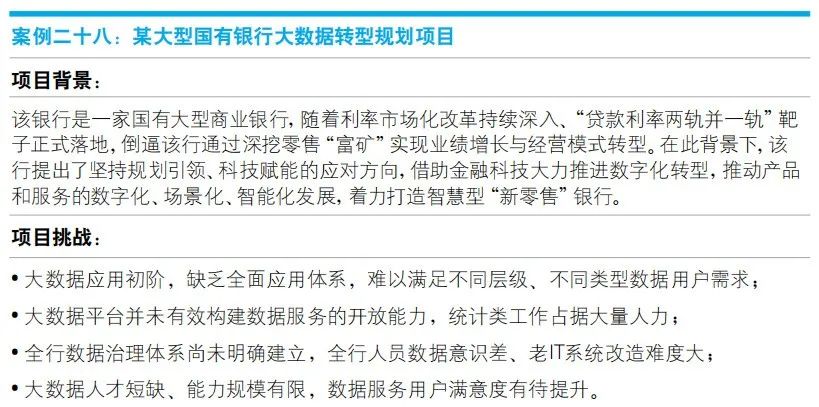 案例二十八：某大型国有银行大数据转型规划项目
项目背景：
该银行是一家国有大型商业银行，随着利率市场化改革持续深入、“贷款利率两轨并一轨”靶
子正式落地，倒逼该行通过深挖零售“富矿”实现业绩增长与经营模式转型。在此背景下，该
行提出了坚持规划引领、科技赋能的应对方向，借助金融科技大力推进数字化转型，推动产品
和服务的数字化、场景化、智能化发展，着力打造智慧型“新零售”银行。
项目挑战：
• 大数据应用初阶，缺乏全面应用体系，难以满足不同层级、不同类型数据用户需求；
• 大数据平台并未有效构建数据服务的开放能力，统计类工作占据大量人力；
• 全行数据治理体系尚未明确建立，全行人员数据意识差、老IT系统改造难度大；
• 大数据人才短缺、能力规模有限，数据服务用户满意度有待提升。